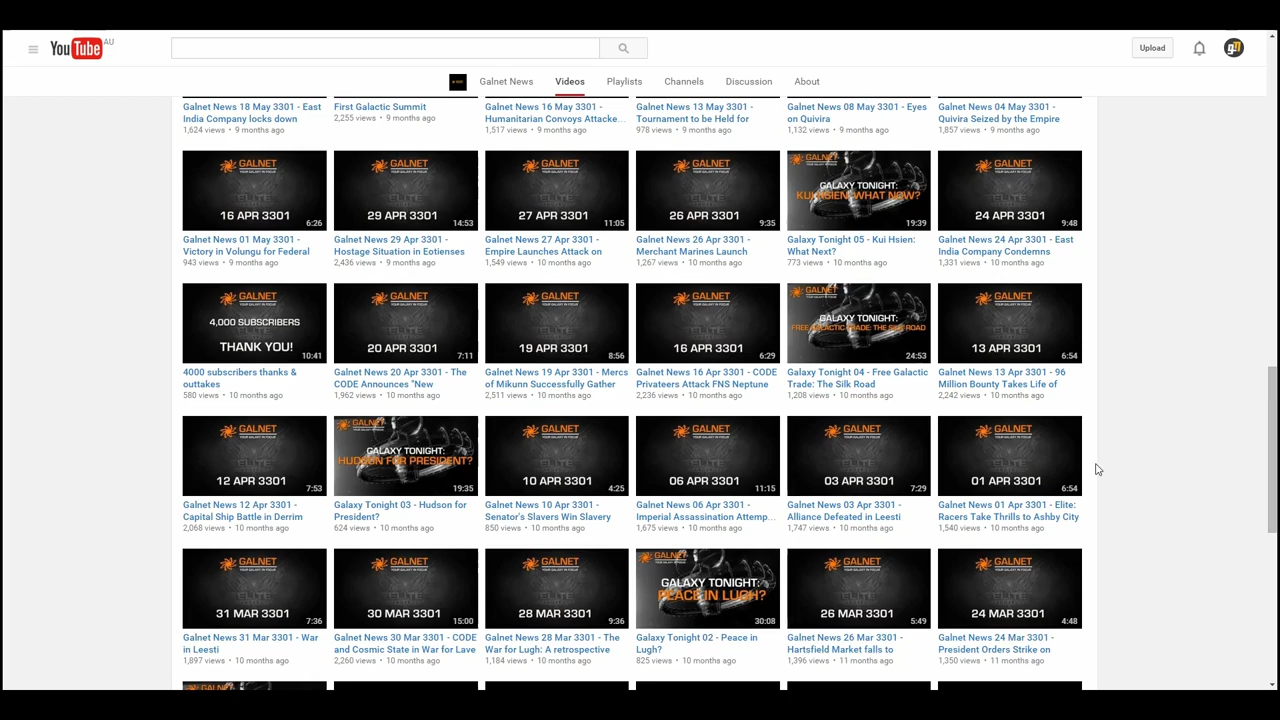 YouTube AU
Upload
Galnet News Videos Playlists Channels Discussion About
Galnet News 18 May 3301 - East
India Company locks down
1,624 views • 9 months ago
First Galactic Summit
2,255 views • 9 months ago
Galnet News 16 May 3301 -
Humanitarian Convoys Attacke...
1,517 views • 9 months ago
Galnet News 13 May 3301 -
Tournament to be Held for
978 views • 9 months ago
Galnet News 08 May 3301 - Eyes
on Quivira
1,132 views • 9 months ago
Galnet News 04 May 3301 -
Quivira Seized by the Empire
1,857 views • 9 months ago
GALNET
16 APR 3301
6:26
Galnet News 01 May 3301 -
Victory in Volungu for Federal
943 views • 9 months ago
GALNET
29 APR 3301
14:53
Galnet News 29 Apr 3301 -
Hostage Situation in Eotienses
2,436 views • 9 months ago
GALNET
27 APR 3301
11:05
Galnet News 27 Apr 3301 -
Empire Launches Attack on
1,549 views • 10 months ago
GALNET
26 APR 3301
9:35
Galnet News 26 Apr 3301 -
Merchant Marines Launch
1,267 views • 10 months ago
GALNET
GALAXY TONIGHT:
KUI HSIEN WHAT NOW?
19:39
Galaxy Tonight 05 - Kui Hsien:
What Next?
773 views • 10 months ago
GALNET
24 APR 3301
9:48
Galnet News 24 Apr 3301 - East
India Company Condemns
1,331 views • 10 months ago
GALNET
4,000 SUBSCRIBERS
THANK YOU!
10:41
4000 subscribers thanks &
outtakes
580 views • 10 months ago
GALNET
20 APR 3301
7:11
Galnet News 20 Apr 3301 - The
CODE Announces "New
1,962 views • 10 months ago
GALNET
19 APR 3301
8:56
Galnet News 19 Apr 3301 - Mercs
of Mikunn Successfully Gather
2,511 views • 10 months ago
GALNET
16 APR 3301
6:29
Galnet News 16 Apr 3301 - CODE
Privateers Attack FNS Neptune
2,236 views • 10 months ago
GALNET
GALAXY TONIGHT:
FREE GALACTIC TRADE: THE SILK ROAD
24:53
Galaxy Tonight 04 - Free Galactic
Trade: The Silk Road
1,208 views • 10 months ago
GALNET
13 APR 3301
6:54
Galnet News 13 Apr 3301 - 96
Million Bounty Takes Life of
2,242 views • 10 months ago
GALNET
12 APR 3301
7:53
Galnet News 12 Apr 3301 -
Capital Ship Battle in Derrim
2,068 views • 10 months ago
GALNET
GALAXY TONIGHT:
HUDSON FOR PRESIDENT?
19:35
Galaxy Tonight 03 - Hudson for
President?
624 views • 10 months ago
GALNET
10 APR 3301
4:25
Galnet News 10 Apr 3301 -
Senator's Slavers Win Slavery
850 views • 10 months ago
GALNET
06 APR 3301
11:15
Galnet News 06 Apr 3301 -
Imperial Assassination Attemp...
1,675 views • 10 months ago
GALNET
03 APR 3301
7:29
Galnet News 03 Apr 3301 -
Alliance Defeated in Leesti
1,747 views • 10 months ago
GALNET
01 APR 3301
6:54
Galnet News 01 Apr 3301 - Elite:
Racers Take Thrills to Ashby City
1,540 views • 10 months ago
GALNET
31 MAR 3301
7:36
Galnet News 31 Mar 3301 - War
in Leesti
1,897 views • 10 months ago
GALNET
30 MAR 3301
15:00
Galnet News 30 Mar 3301 - CODE
and Cosmic State in War for Lave
2,260 views • 10 months ago
GALNET
28 MAR 3301
9:36
Galnet News 28 Mar 3301 - The
War for Lugh: A retrospective
1,184 views • 10 months ago
GALNET
GALAXY TONIGHT:
PEACE IN LUGH?
30:08
Galaxy Tonight 02 - Peace in
Lugh?
825 views • 10 months ago
GALNET
26 MAR 3301
5:49
Galnet News 26 Mar 3301 -
Hartsfield Market falls to
1,396 views • 11 months ago
GALNET
24 MAR 3301
4:48
Galnet News 24 Mar 3301 -
President Orders Strike on
1,350 views • 11 months ago